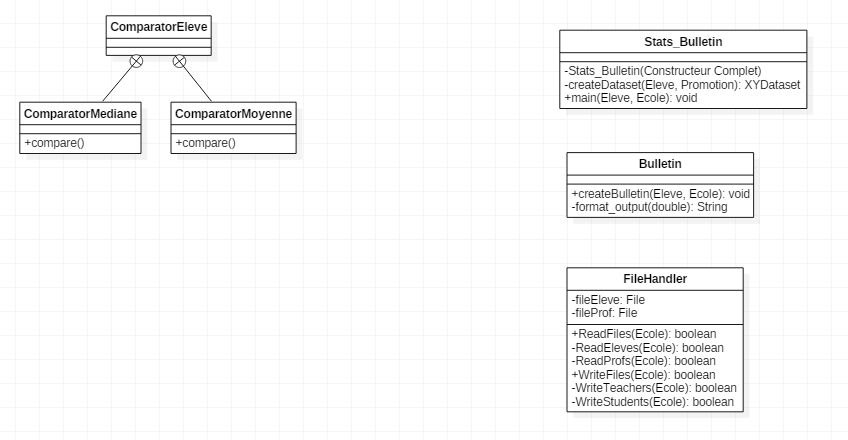 ComparatorEleve
ComparatorMediane
+compare()
ComparatorMoyenne
+compare()
Stats_Bulletin
-Stats_Bulletin(Constructeur Complet)
-createDataset(Eleve, Promotion): XYDataset
+main(Eleve, Ecole): void
Bulletin
+createBulletin(Eleve, Ecole): void
-format_output(double): String
FileHandler
-fileEleve: File
-fileProf: File
+ReadFiles(Ecole): boolean
-ReadEleves(Ecole): boolean
-ReadProfs(Ecole): boolean
+WriteFiles(Ecole): boolean
-WriteTeachers(Ecole): boolean
-WriteStudents(Ecole): boolean